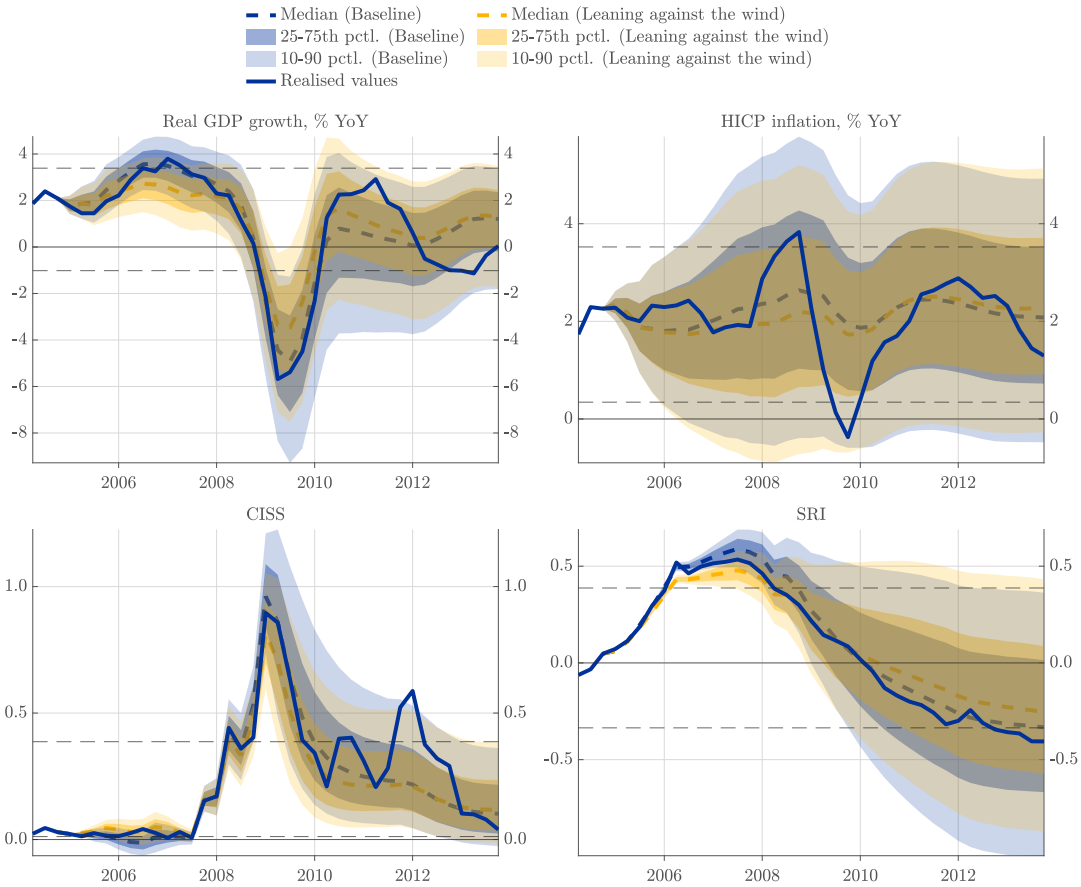 Median (Baseline) Median (Leaning against the wind)
25-75th pctl. (Baseline) 25-75th pctl. (Leaning against the wind)
10-90 pctl. (Baseline) 10-90 pctl. (Leaning against the wind)
Realised values
Real GDP growth, % YoY
4 4
2 2
0 0
-2 -2
-4 -4
-6 -6
-8 -8
2006 2008 2010 2012
HICP inflation, % YoY
4 4
2 2
0 0
2006 2008 2010 2012
CISS
1.0 1.0
0.5 0.5
0.0 0.0
2006 2008 2010 2012
SRI
0.5 0.5
0.0 0.0
-0.5 -0.5
2006 2008 2010 2012